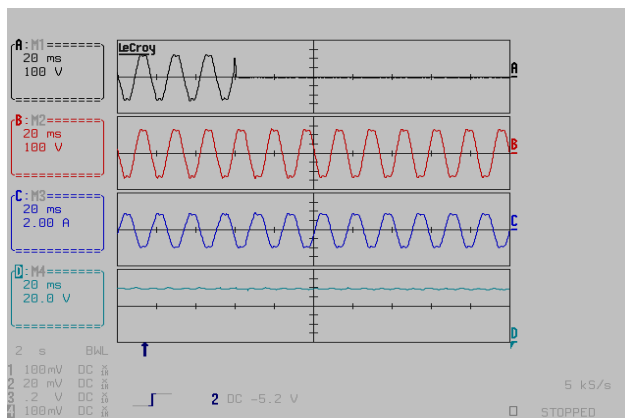 A:M1
20 ms
100 V
LeCroy
A
B:M2
20 ms
100 V
B
C:M3
20 ms
2.00 A
C
D:M4
20 ms
20.0 V
D
2 s BWL
1 100mV DC
2 20 mV DC
3 .2 V DC
4 100mV DC
2 DC -5.2 V
5 kS/s
STOPPED